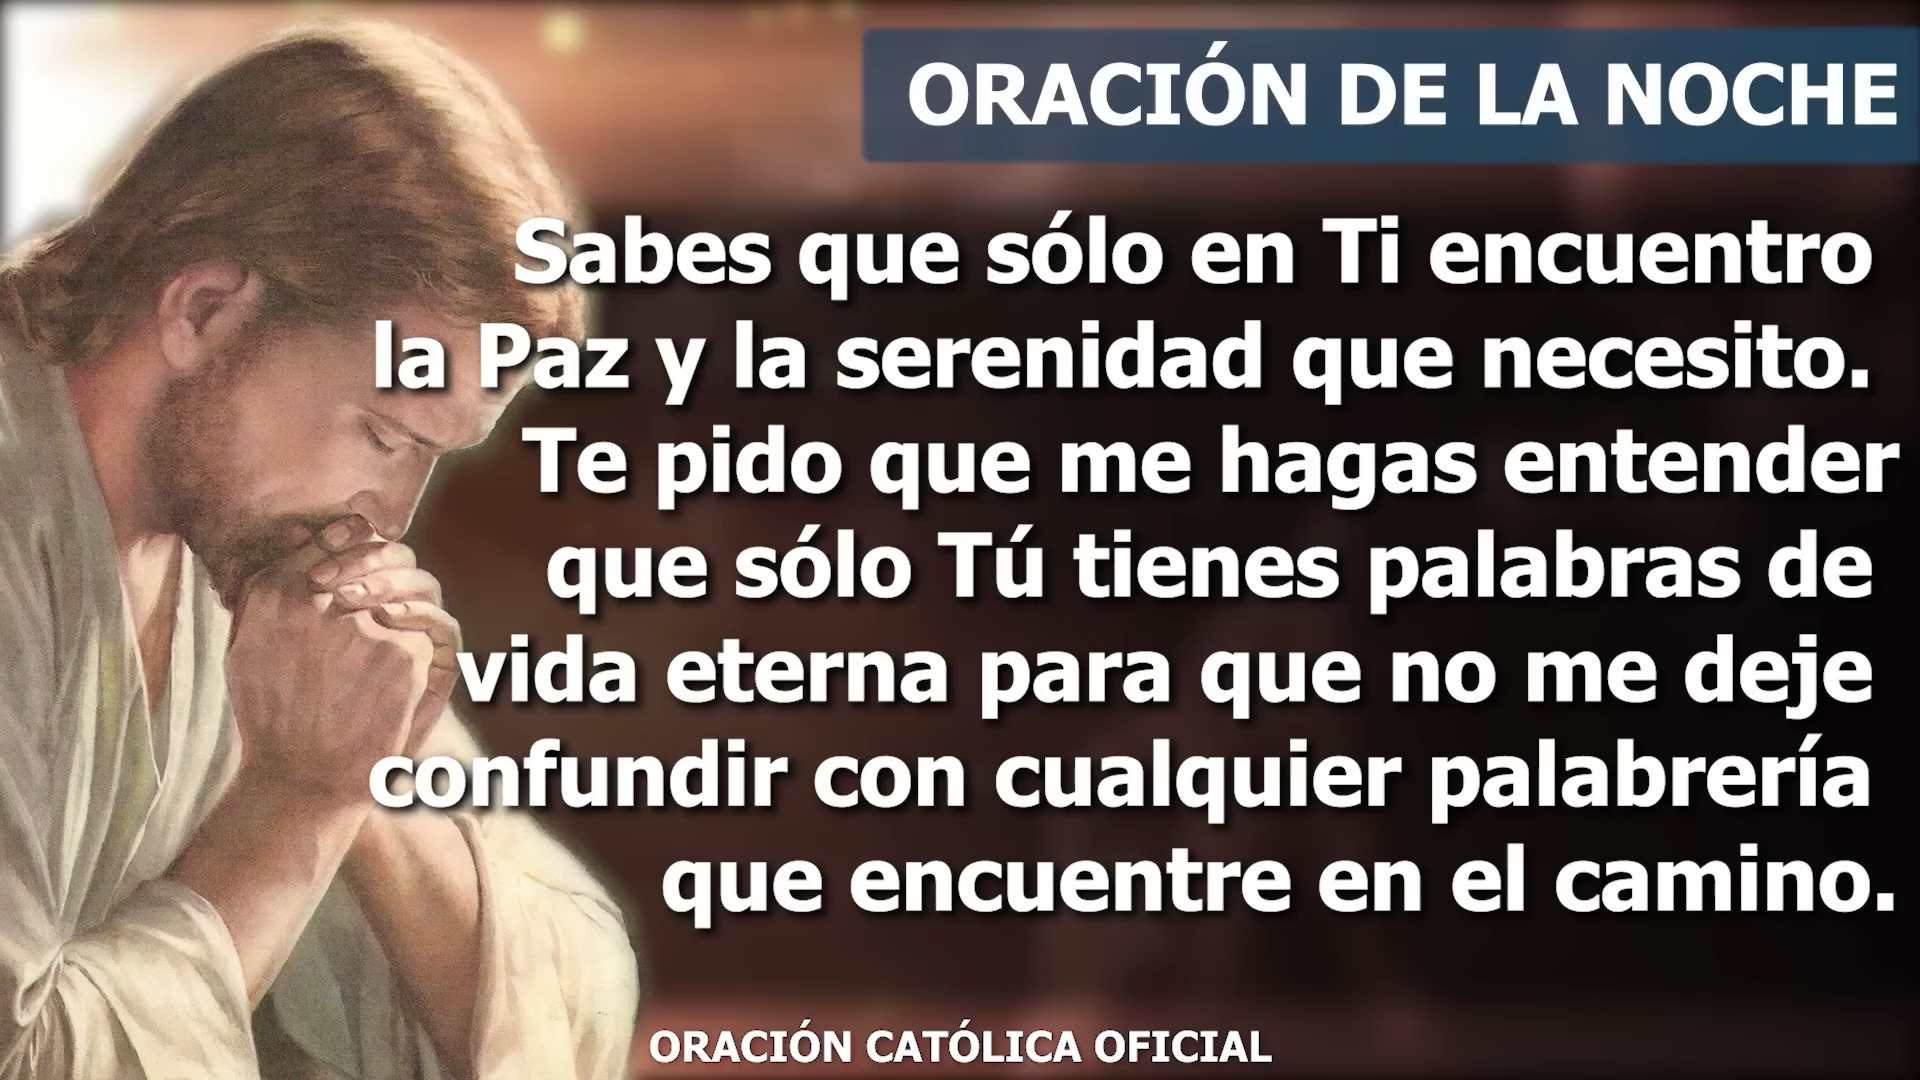 ORACIÓN DE LA NOCHE
Sabes que sólo en Ti encuentro
la Paz y la serenidad que necesito.
Te pido que me hagas entender
que sólo Tú tienes palabras de
vida eterna para que no me deje
confundir con cualquier palabrería
que encuentre en el camino.
ORACIÓN CATÓLICA OFICIAL